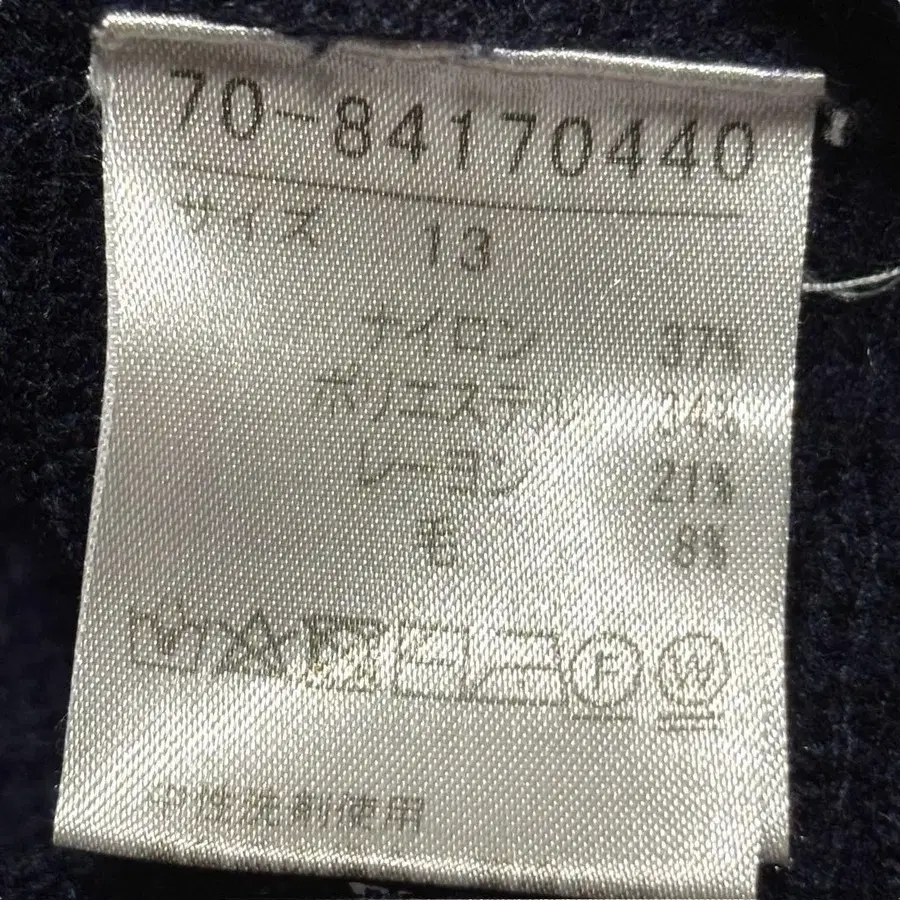 70-84170440
サイズ 13
ナイロン 37%
ポリエステル 34%
レーヨン 21%
毛 8%
F W
中性洗剤使用